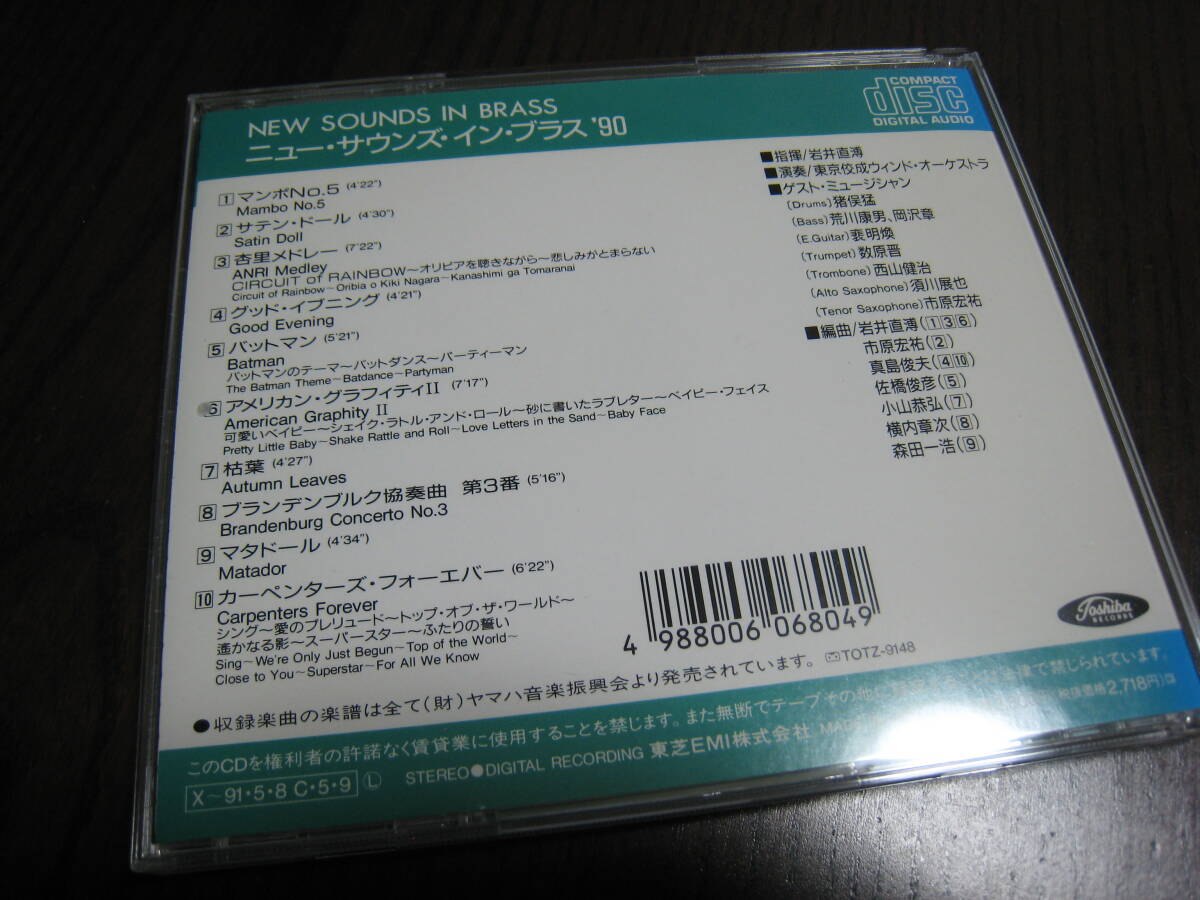 NEW SOUNDS IN BRASS
ニュー・サウンズ・イン・ブラス '90
COMPACT
disc
DIGITAL AUDIO
1 マンボNo.5 (4'22")
Mambo No.5
2 サテン・ドール (4'30")
Satin Doll
3 杏里メドレー (7'22")
ANRI Medley
CIRCUIT of RAINBOW～オリビアを聴きながら～悲しみがとまらない
Circuit of Rainbow~Oribia o Kiki Nagara~Kanashimi ga Tomaranai
4 グッド・イブニング (4'21")
Good Evening
5 バットマン (5'21")
Batman
バットマンのテーマ～バットダンス～パーティーマン
The Batman Theme~Batdance~Partyman
6 アメリカン・グラフィティⅡ (7'17")
American Graphity Ⅱ
可愛いベイビー～シェイク・ラトル・アンド・ロール～砂に書いたラブレター～ベイビー・フェイス
Pretty Little Baby~Shake Rattle and Roll~Love Letters in the Sand~Baby Face
7 枯葉 (4'27")
Autumn Leaves
8 ブランデンブルク協奏曲 第3番 (5'16")
Brandenburg Concerto No.3
9 マタドール (4'34")
Matador
10 カーペンターズ・フォーエバー (6'22")
Carpenters Forever
シング～愛のプレリュード～トップ・オブ・ザ・ワールド～
遙かなる影～スーパースター～ふたりの誓い
Sing~We're Only Just Begun~Top of the World~
Close to You~Superstar~For All We Know
■指揮/岩井直溥
■演奏/東京佼成ウィンド・オーケストラ
■ゲスト・ミュージシャン
(Drums)猪俣猛
(Bass)荒川康男、岡沢章
(E.Guitar)裵明煥
(Trumpet)数原晋
(Trombone)西山健治
(Alto Saxophone)須川展也
(Tenor Saxophone)市原宏祐
■編曲/岩井直溥(1 3 6)
市原宏祐(2)
真島俊夫(4 10)
佐橋俊彦(5)
小山恭弘(7)
横内章次(8)
森田一浩(9)
4 988006 068049
Toshiba
RECORDS
●収録楽曲の楽譜は全て(財)ヤマハ音楽振興会より発売されています。 TOTZ-9148
このCDを権利者の許諾なく賃貸業に使用することを禁じます。また無断でテープその他に
律で禁じられています。
X～91・5・8 C・5・9 Ⓛ
STEREO●DIGITAL RECORDING 東芝EMI株式会社
税抜価格2,718円